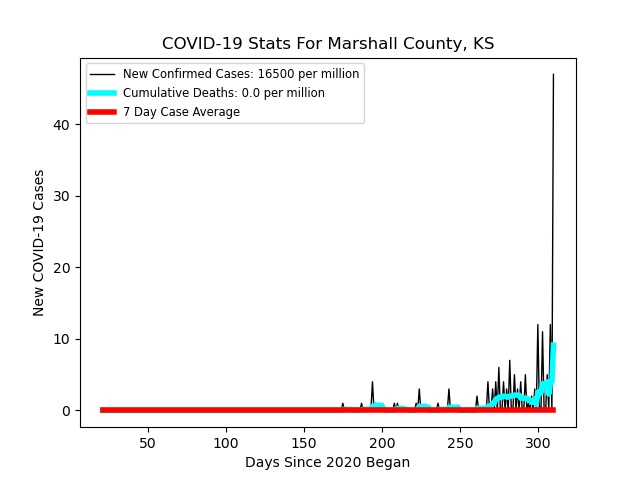 COVID-19 Stats For Marshall County, KS
New Confirmed Cases: 16500 per million
Cumulative Deaths: 0.0 per million
7 Day Case Average
New COVID-19 Cases
40
30
20
10
0
50 100 150 200 250 300
Days Since 2020 Began